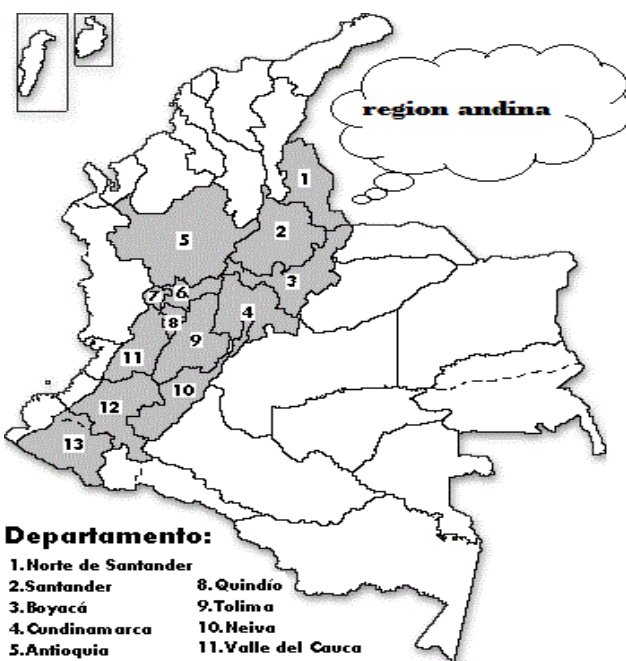 region andina
1
2
5
3
7 6
4
8
9
11
10
12
13
Departamento:
1.Norte de Santander
2.Santander
3.Boyacá
4.Cundinamarca
5.Antioquia
8.Quindío
9.Tolima
10.Neiva
11.Valle del Cauca